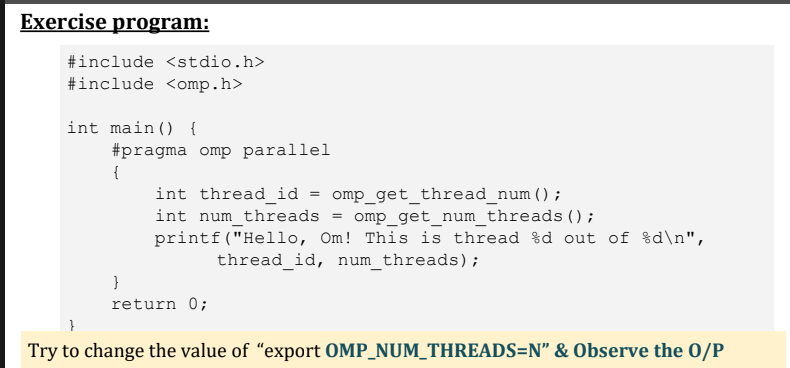 Exercise program:
#include <stdio.h>
#include <omp.h>
int main() {
#pragma omp parallel
{
int thread_id = omp_get_thread_num();
int num_threads = omp_get_num_threads();
printf("Hello, Om! This is thread %d out of %d\n",
thread_id, num_threads);
}
return 0;
}
Try to change the value of “export OMP_NUM_THREADS=N” & Observe the O/P